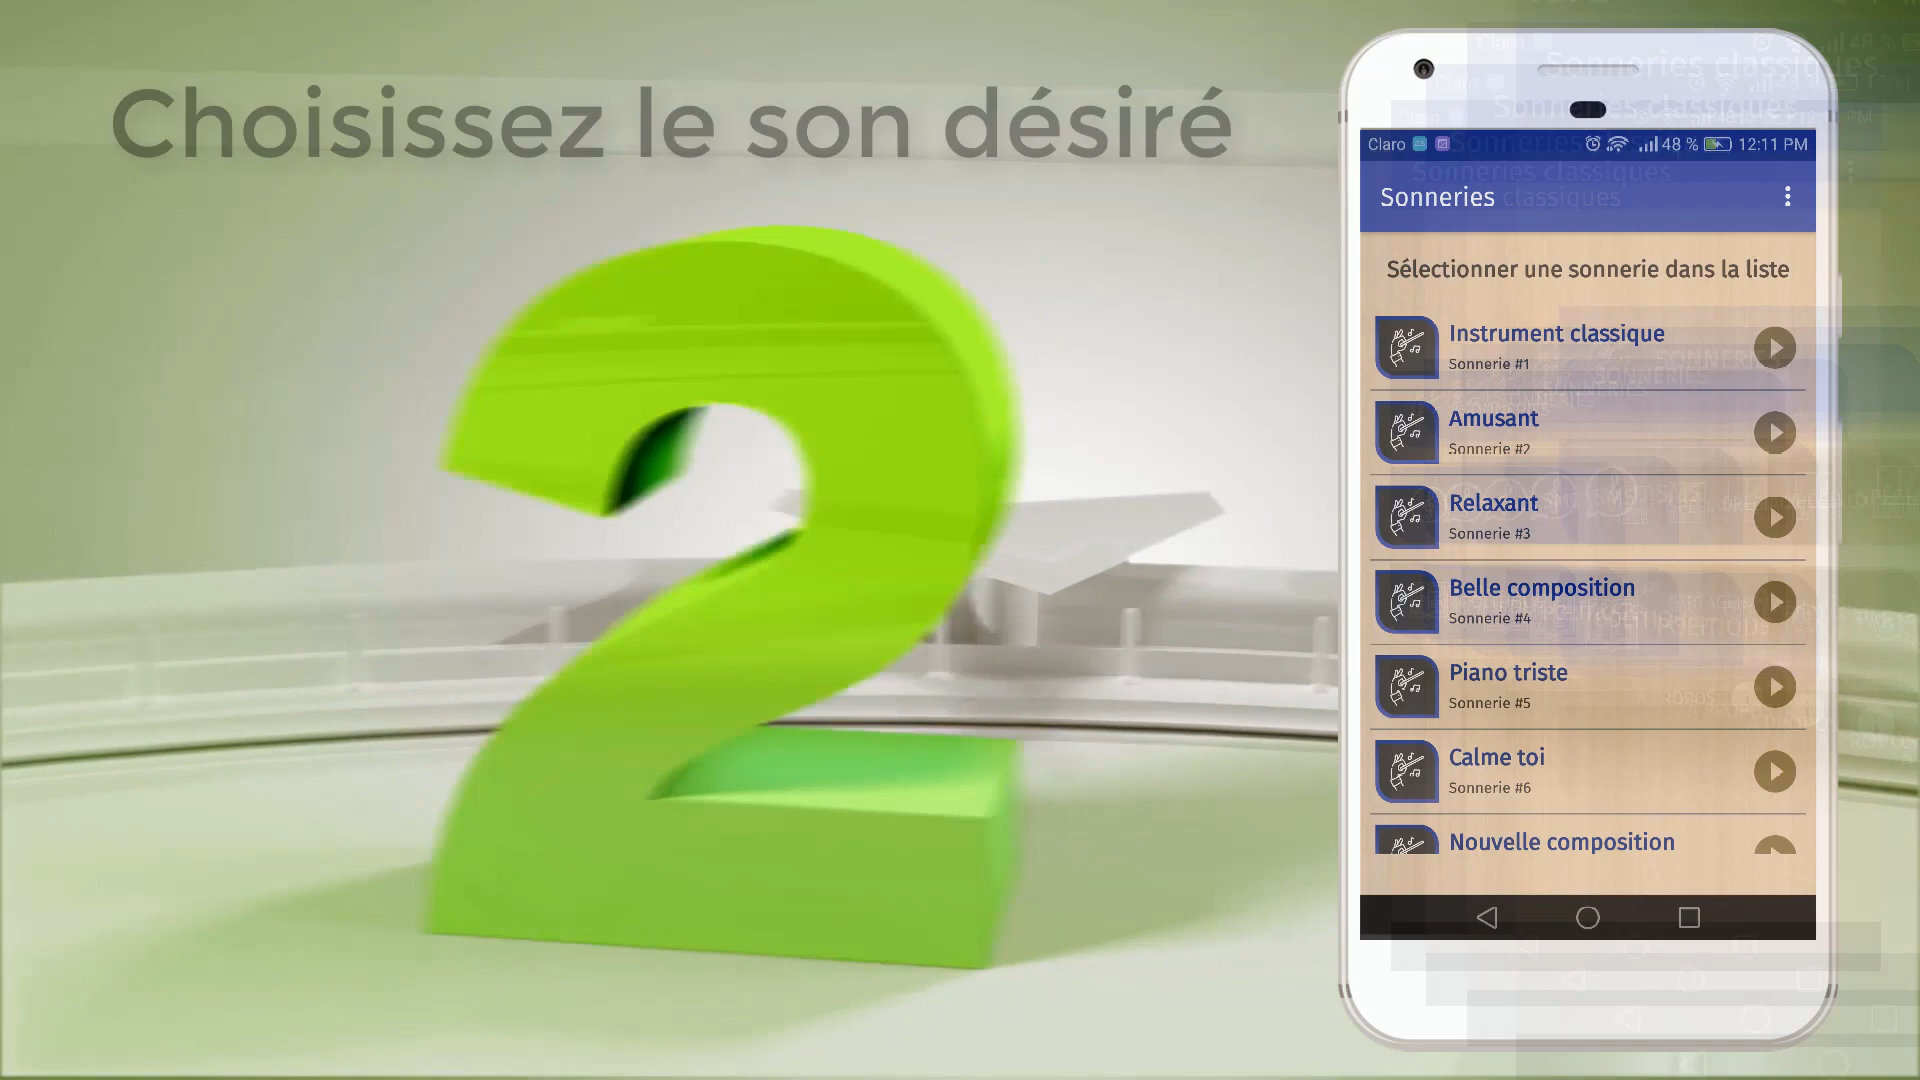 Choisissez le son désiré
2
Claro 48 % 12:11 PM
Sonneries classiques
Sélectionner une sonnerie dans la liste
Instrument classique
Sonnerie #1
Amusant
Sonnerie #2
Relaxant
Sonnerie #3
Belle composition
Sonnerie #4
Piano triste
Sonnerie #5
Calme toi
Sonnerie #6
Nouvelle composition